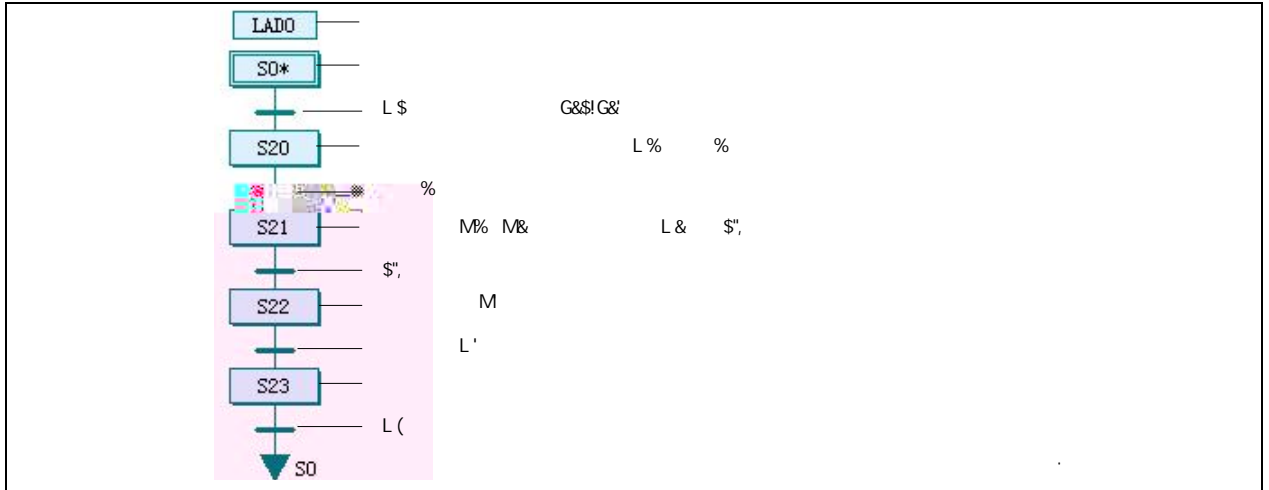 LAD0
S0*
L $ G&$!G&'
S20 L % %
%
S21 M% M& L & $",
$",
S22 M
L '
S23
L (
S0 .